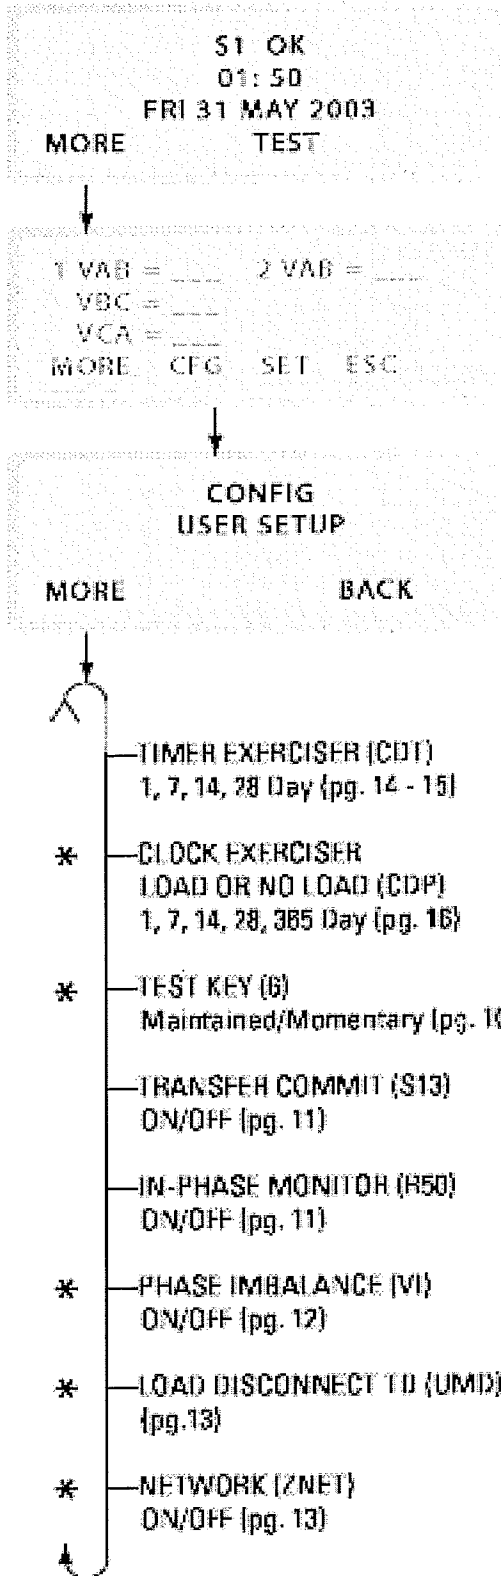 S1 OK
01:50
FRI 31 MAY 2003
MORE TEST
1 VAB = ___ 2 VAB = ___
VBC = ___
VCA = ___
MORE CFG SET ESC
CONFIG
USER SETUP
MORE BACK
TIMER EXERCISER (CDT)
1, 7, 14, 28 Day (pg. 14 - 15)
* CLOCK EXERCISER
LOAD OR NO LOAD (CDP)
1, 7, 14, 28, 365 Day (pg. 16)
* TEST KEY (6)
Maintained/Momentary (pg.
TRANSFER COMMIT (S13)
ON/OFF (pg. 11)
IN-PHASE MONITOR (R50)
ON/OFF (pg. 11)
* PHASE IMBALANCE (VI)
ON/OFF (pg. 12)
* LOAD DISCONNECT TD (UMD)
(pg.13)
* NETWORK (ZNET)
ON/OFF (pg. 13)